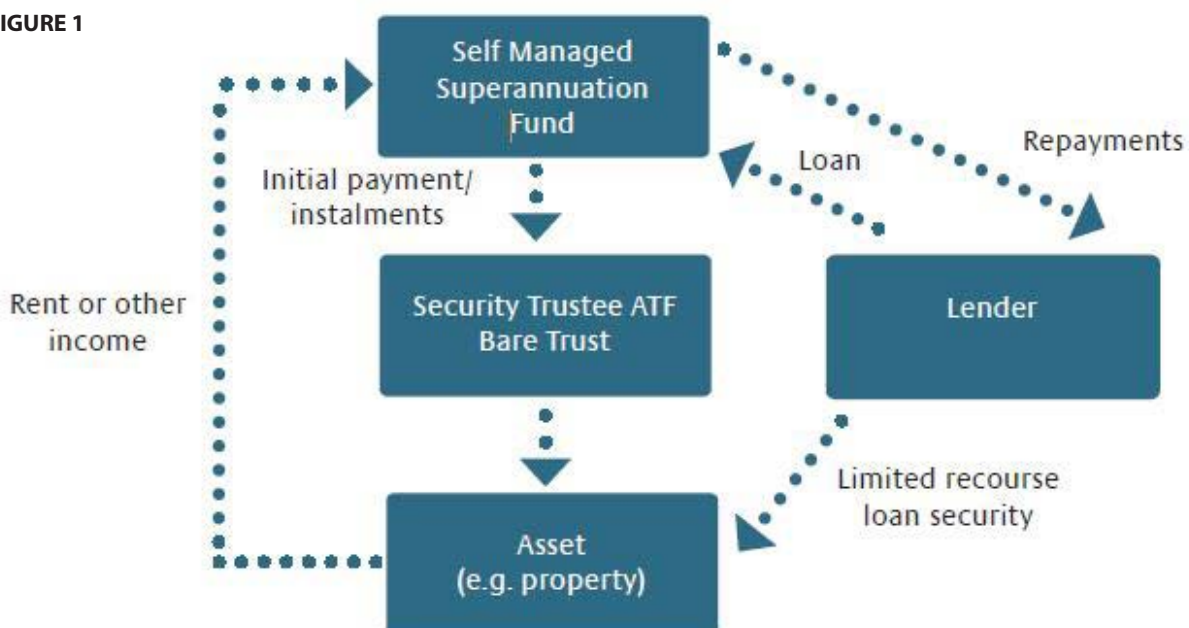 IGURE 1
Self Managed
Superannuation
Fund
Initial payment/
instalments
Loan
Repayments
Rent or other
income
Security Trustee ATF
Bare Trust
Lender
Limited recourse
loan security
Asset
(e.g. property)